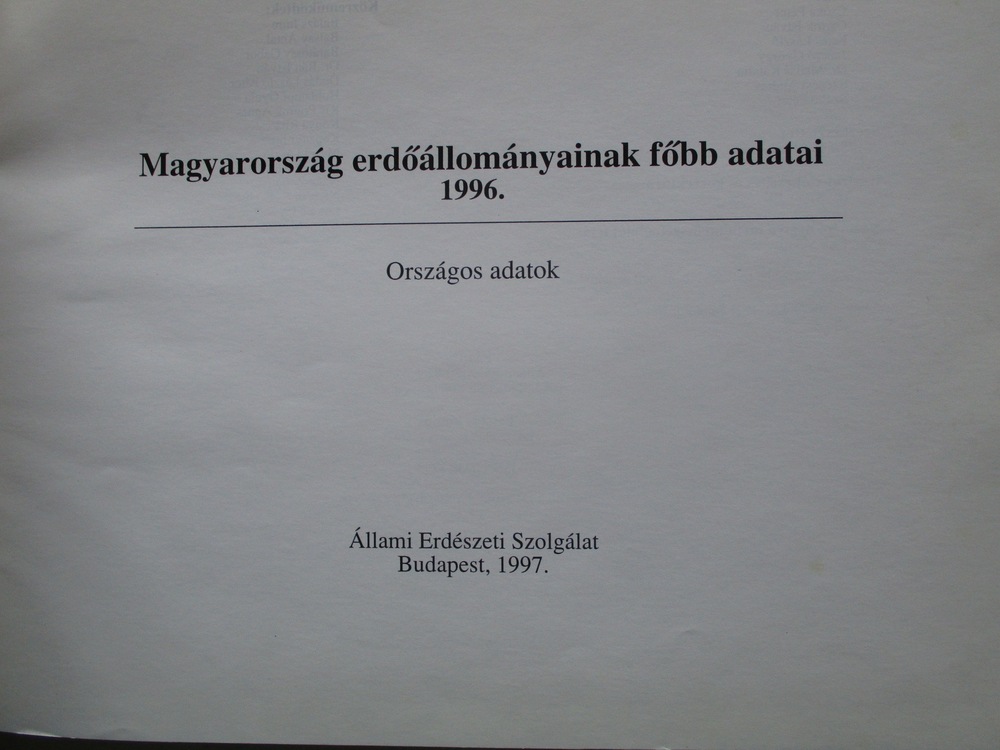 Magyarország erdőállományainak főbb adatai
1996.
Országos adatok
Állami Erdészeti Szolgálat
Budapest, 1997.